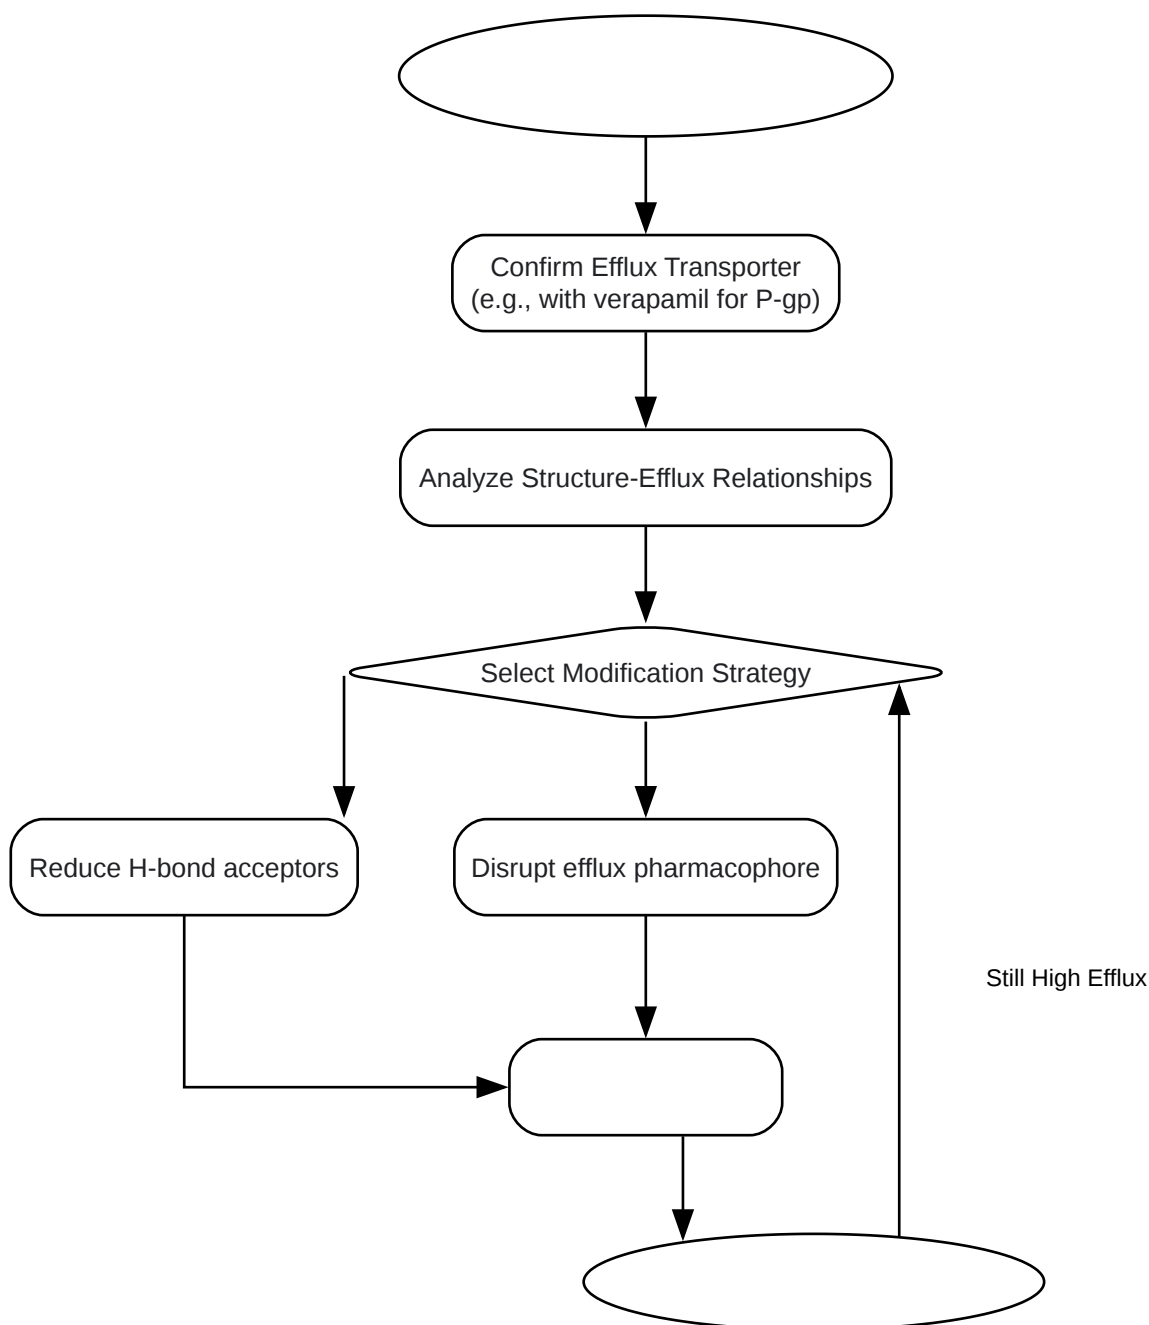 Confirm Efflux Transporter
(e.g., with verapamil for P-gp)
Analyze Structure-Efflux Relationships
Select Modification Strategy
Reduce H-bond acceptors
Disrupt efflux pharmacophore
Still High Efflux